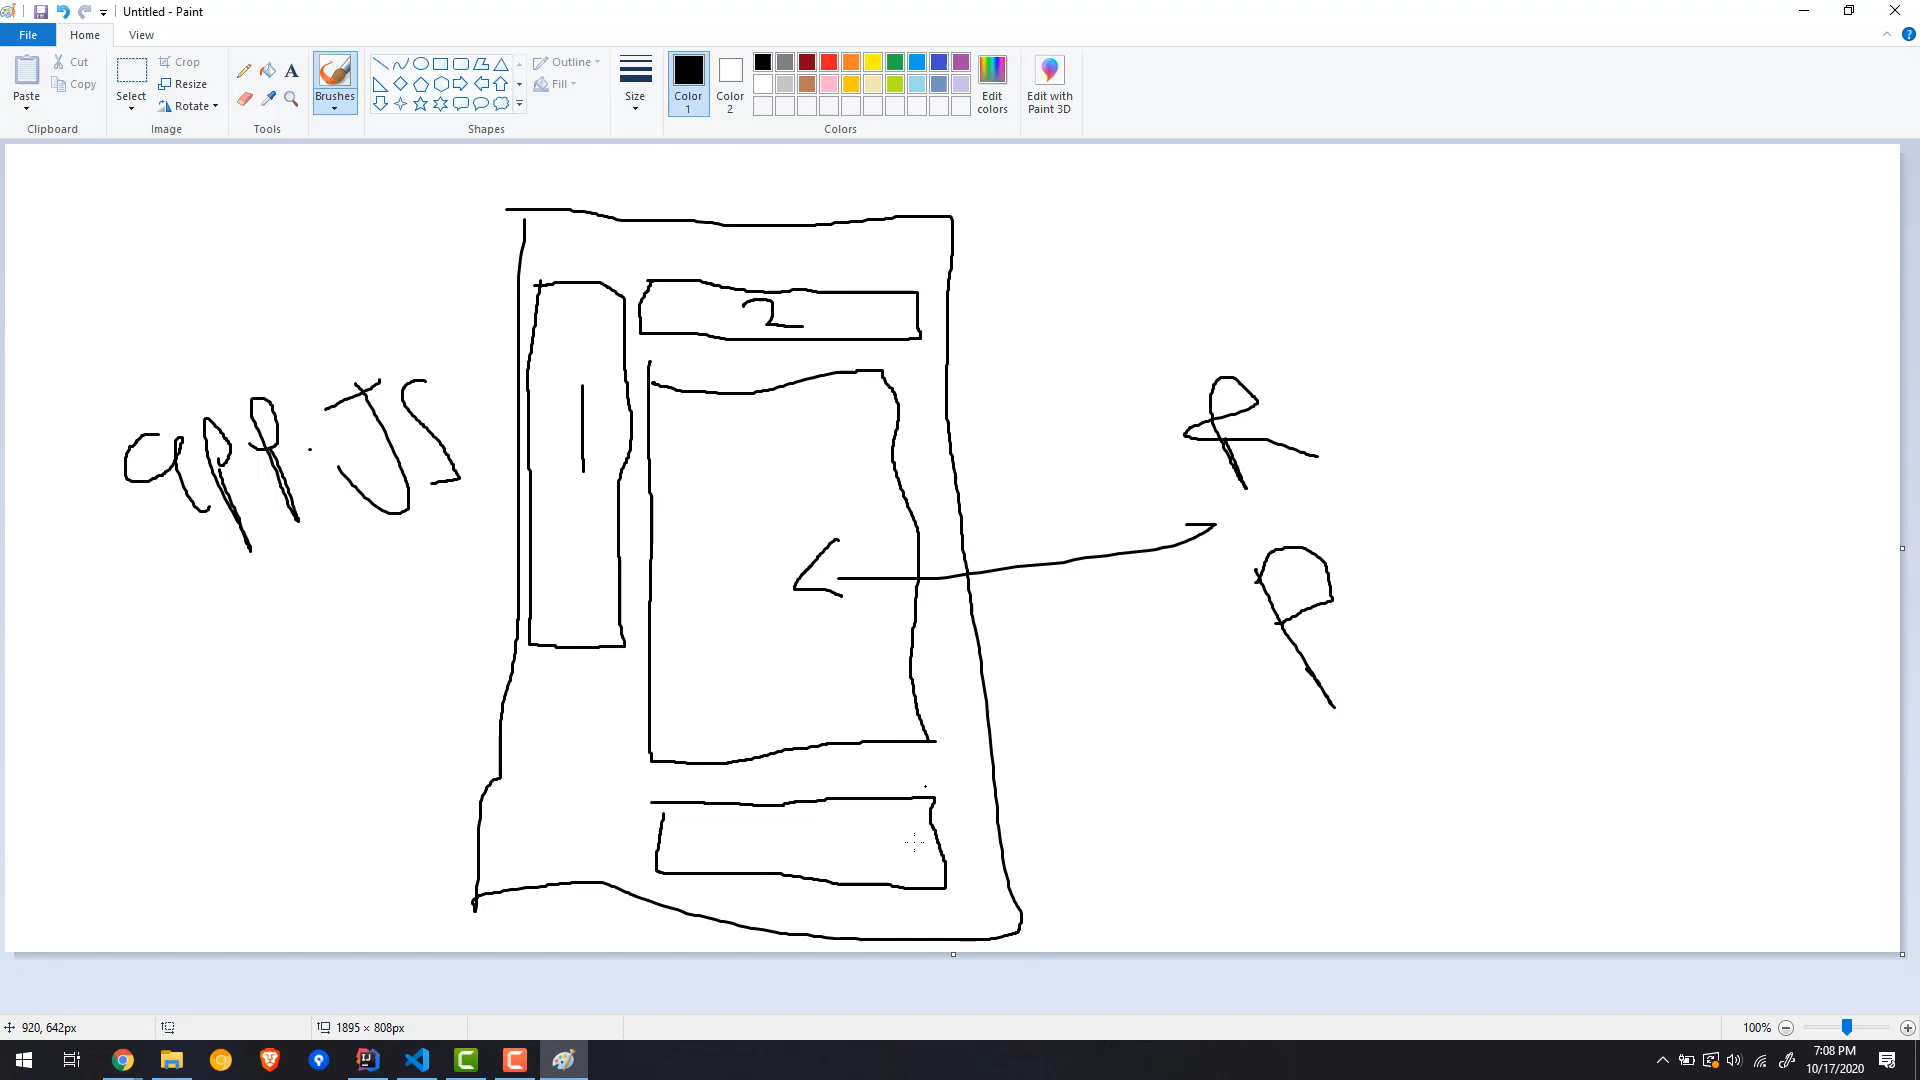 Untitled - Paint
File Home View
Paste
Cut
Copy
Clipboard
Select
Crop
Resize
Rotate
Image
A
Tools
Brushes
Shapes
Outline
Fill
Size
Color 1
Color 2
Edit colors
Edit with Paint 3D
Colors
app.JS
1
2
R
P
920, 642px
1895 × 808px
100%
7:08 PM
10/17/2020